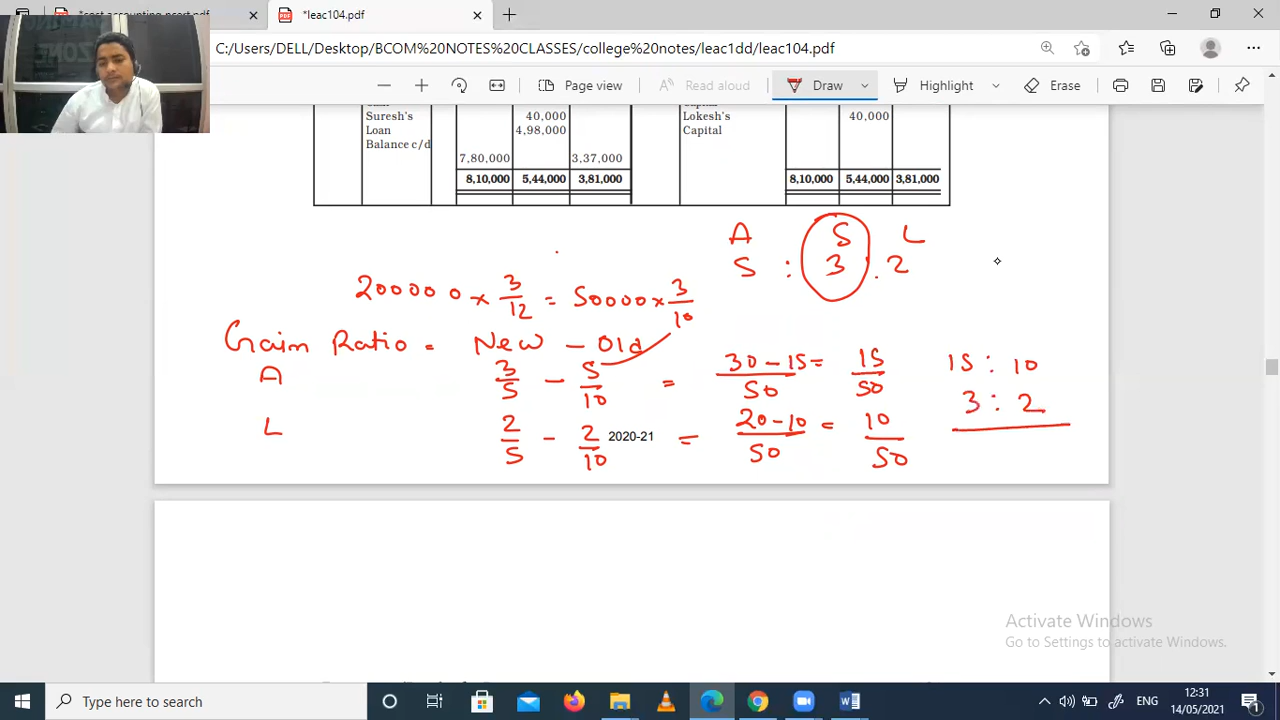 *leac104.pdf
C:/Users/DELL/Desktop/BCOM%20NOTES%20CLASSES/college%20notes/leac1dd/leac104.pdf
Page view Read aloud Draw Highlight Erase
Suresh's 40,000 Lokesh's 40,000
Loan 4,98,000 Capital
Balance c/d
7,80,000 3,37,000
8,10,000 5,44,000 3,81,000 8,10,000 5,44,000 3,81,000
A S L
5 : 3 : 2
200000 × 3/12 = 50000 × 3/10
Gain Ratio = New - Old
A 3/5 - 5/10 = 30-15/50 = 15/50 15 : 10
3 : 2
L 2/5 - 2/10 = 20-10/50 = 10/50
2020-21
Activate Windows
Go to Settings to activate Windows.
Type here to search
ENG
12:31
14/05/2021